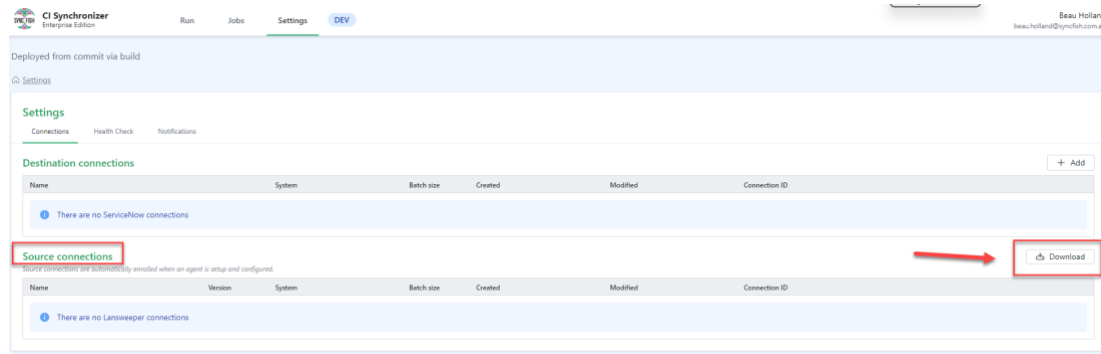 SYNC FISH
CI Synchronizer
Enterprise Edition
Run Jobs Settings DEV
Beau Hollan
beau.holland@syncfish.com.a
Deployed from commit via build
Settings
Settings
Connections Health Check Notifications
Destination connections
+ Add
Name System Batch size Created Modified Connection ID
There are no ServiceNow connections
Source connections
Download
Source connections are automatically enrolled when an agent is setup and configured.
Name Version System Batch size Created Modified Connection ID
There are no Lansweeper connections